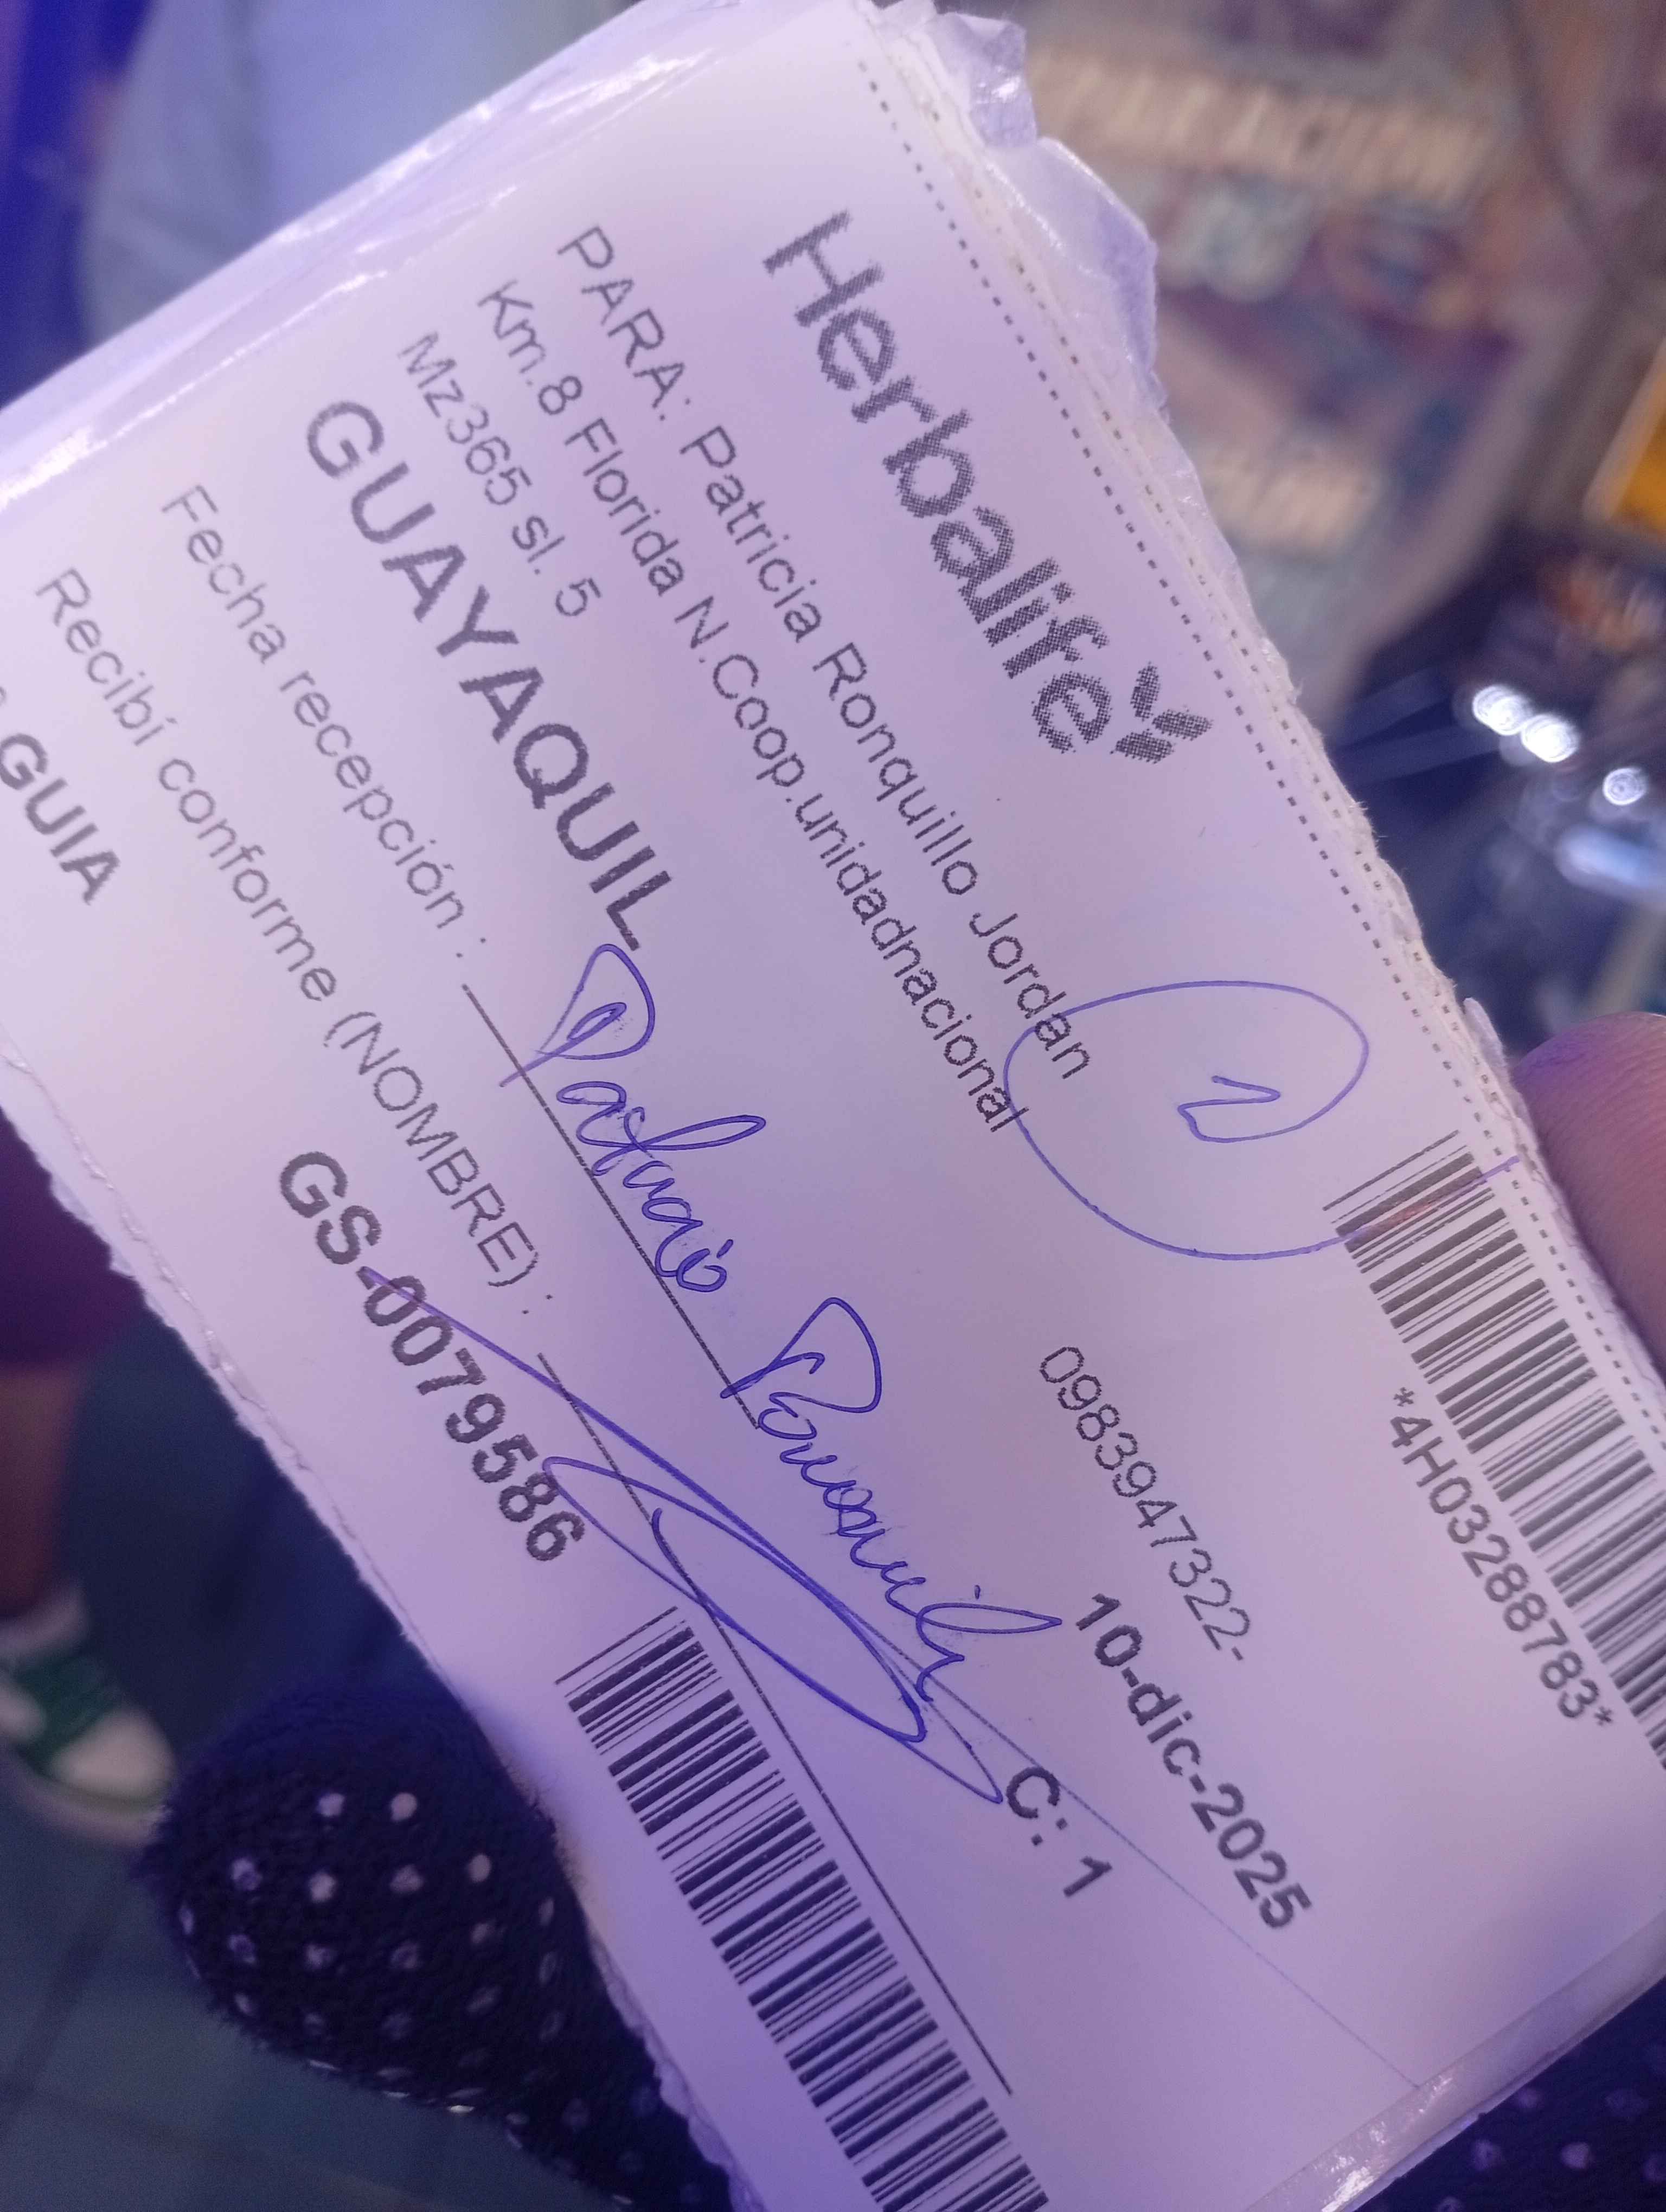 Herbalife
*4H03288783*
PARA: Patricia Ronquillo Jordan
2
Km.8 Florida N.Coop.unidadnacional
0983947322-
Mz365 sl. 5
10-dic-2025
GUAYAQUIL
C: 1
Fecha recepción :
Recibí conforme (NOMBRE) :
GUIA
GS-0079586